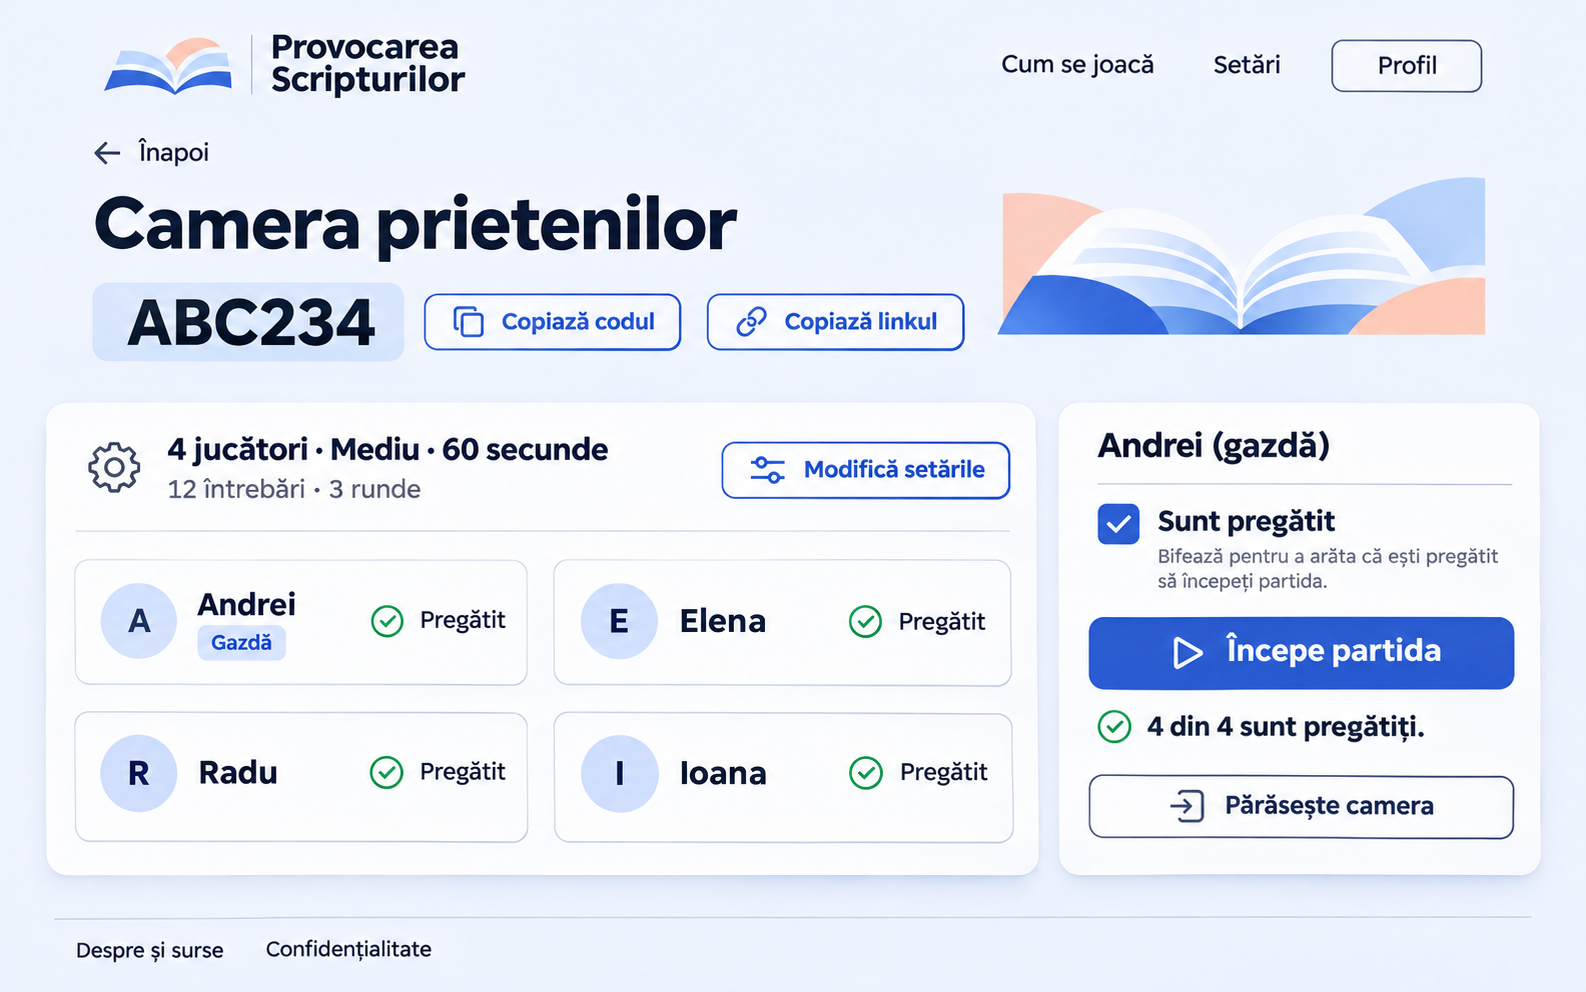 Provocarea
Scripturilor
Cum se joacă
Setări
Profil
Înapoi
Camera prietenilor
ABC234
Copiază codul
Copiază linkul
4 jucători · Mediu · 60 secunde
12 întrebări · 3 runde
Modifică setările
A
Andrei
Gazdă
Pregătit
E
Elena
Pregătit
R
Radu
Pregătit
I
Ioana
Pregătit
Andrei (gazdă)
Sunt pregătit
Bifează pentru a arăta că ești pregătit
să începeți partida.
Începe partida
4 din 4 sunt pregătiți.
Părăsește camera
Despre și surse
Confidențialitate